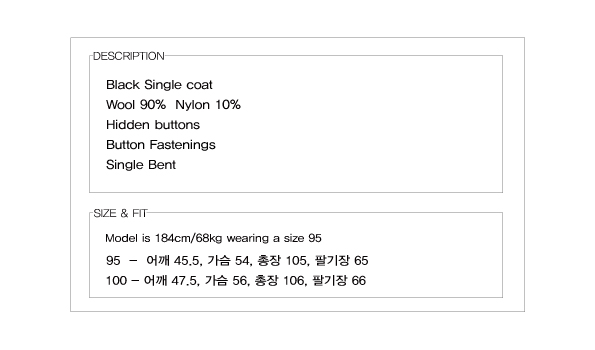 DESCRIPTION
Black Single coat
Wool 90% Nylon 10%
Hidden buttons
Button Fastenings
Single Bent
SIZE & FIT
Model is 184cm/68kg wearing a size 95
95 - 어깨 45.5, 가슴 54, 총장 105, 팔기장 65
100 - 어깨 47.5, 가슴 56, 총장 106, 팔기장 66